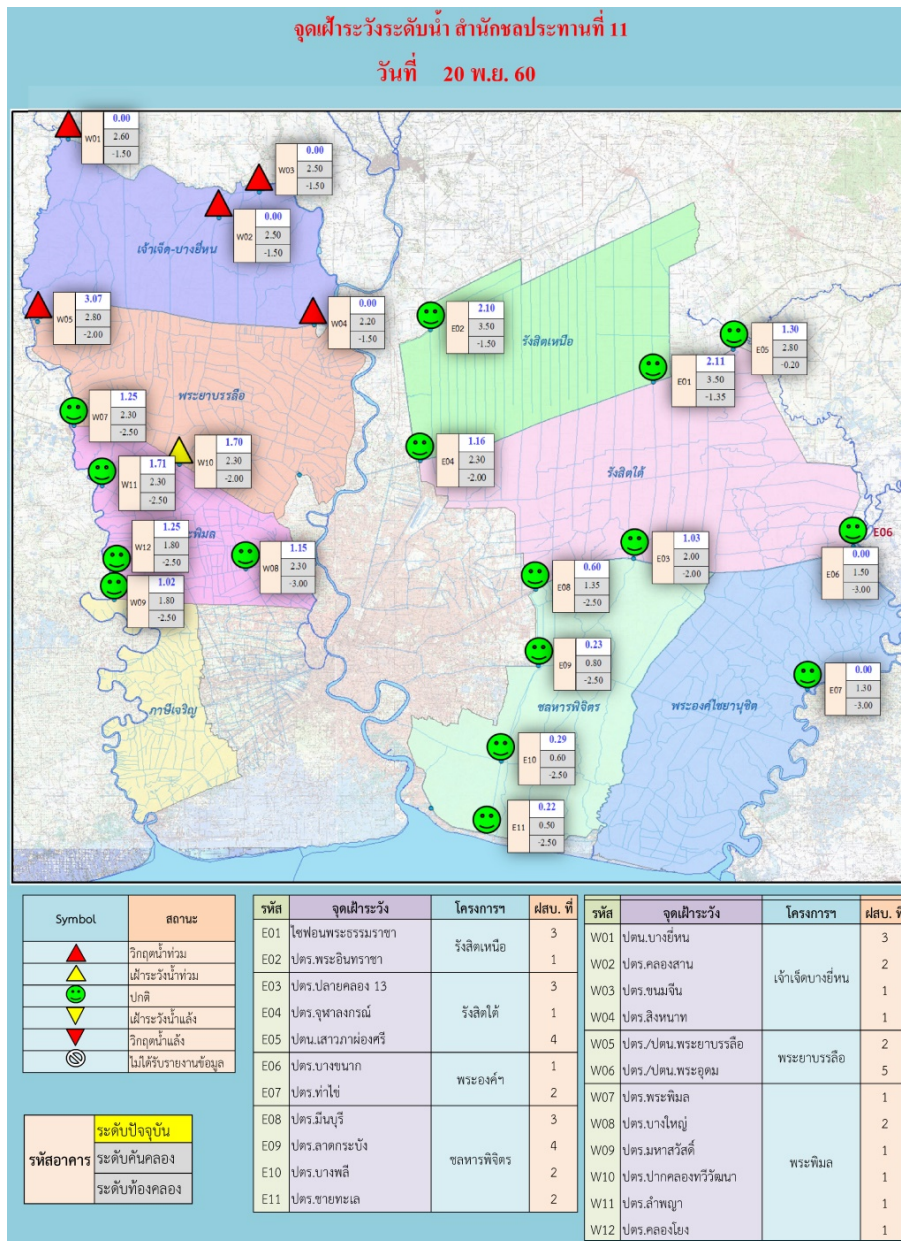 จุดเฝ้าระวังระดับน้ำ สำนักชลประทานที่ 11
วันที่ 20 พ.ย. 60
W01 0.00 2.60 -1.50
W03 0.00 2.50 -1.50
W02 0.00 2.50 -1.50
เจ้าเจ็ด-บางยี่หน
W05 3.07 2.80 -2.00
W04 0.00 2.20 -1.50
E02 2.10 3.50 -1.50
รังสิตเหนือ
E05 1.30 2.80 -0.20
E01 2.11 3.50 -1.35
พระยาบรรลือ
W07 1.25 2.30 -2.50
W10 1.70 2.30 -2.00
E04 1.16 2.30 -2.00
W11 1.71 2.30 -2.50
รังสิตใต้
W12 1.25 1.80 -2.50
ะพิมล
W08 1.15 2.30 -3.00
E03 1.03 2.00 -2.00
E06
E06 0.00 1.50 -3.00
W09 1.02 1.80 -2.50
E08 0.60 1.35 -2.50
E09 0.23 0.80 -2.50
E07 0.00 1.30 -3.00
ภาษีเจริญ
ชลหารพิจิตร
พระองค์ไชยานุชิต
E10 0.29 0.60 -2.50
E11 0.22 0.50 -2.50
Symbol สถานะ
วิกฤตน้ำท่วม
เฝ้าระวังน้ำท่วม
ปกติ
เฝ้าระวังน้ำแล้ง
วิกฤตน้ำแล้ง
ไม่ได้รับรายงานข้อมูล
รหัสอาคาร
ระดับปัจจุบัน
ระดับคันคลอง
ระดับท้องคลอง
รหัส จุดเฝ้าระวัง โครงการฯ ฝสบ. ที่
E01 ไซฟอนพระธรรมราชา รังสิตเหนือ 3
E02 ปตร.พระอินทราชา 1
E03 ปตร.ปลายคลอง 13 รังสิตใต้ 3
E04 ปตร.จุฬาลงกรณ์ 1
E05 ปตน.เสาวภาผ่องศรี 4
E06 ปตร.บางขนาก พระองค์ฯ 1
E07 ปตร.ท่าไข่ 2
E08 ปตร.มีนบุรี ชลหารพิจิตร 3
E09 ปตร.ลาดกระบัง 4
E10 ปตร.บางพลี 2
E11 ปตร.ชายทะเล 2
รหัส จุดเฝ้าระวัง โครงการฯ ฝสบ. ที่
W01 ปตน.บางยี่หน เจ้าเจ็ดบางยี่หน 3
W02 ปตร.คลองสาน 2
W03 ปตร.ขนมจีน 1
W04 ปตร.สิงหนาท 1
W05 ปตร./ปตน.พระยาบรรลือ พระยาบรรลือ 2
W06 ปตร./ปตน.พระอุดม 5
W07 ปตร.พระพิมล พระพิมล 1
W08 ปตร.บางใหญ่ 2
W09 ปตร.มหาสวัสดิ์ 1
W10 ปตร.ปากคลองทวีวัฒนา 1
W11 ปตร.ลำพญา 1
W12 ปตร.คลองโยง 1